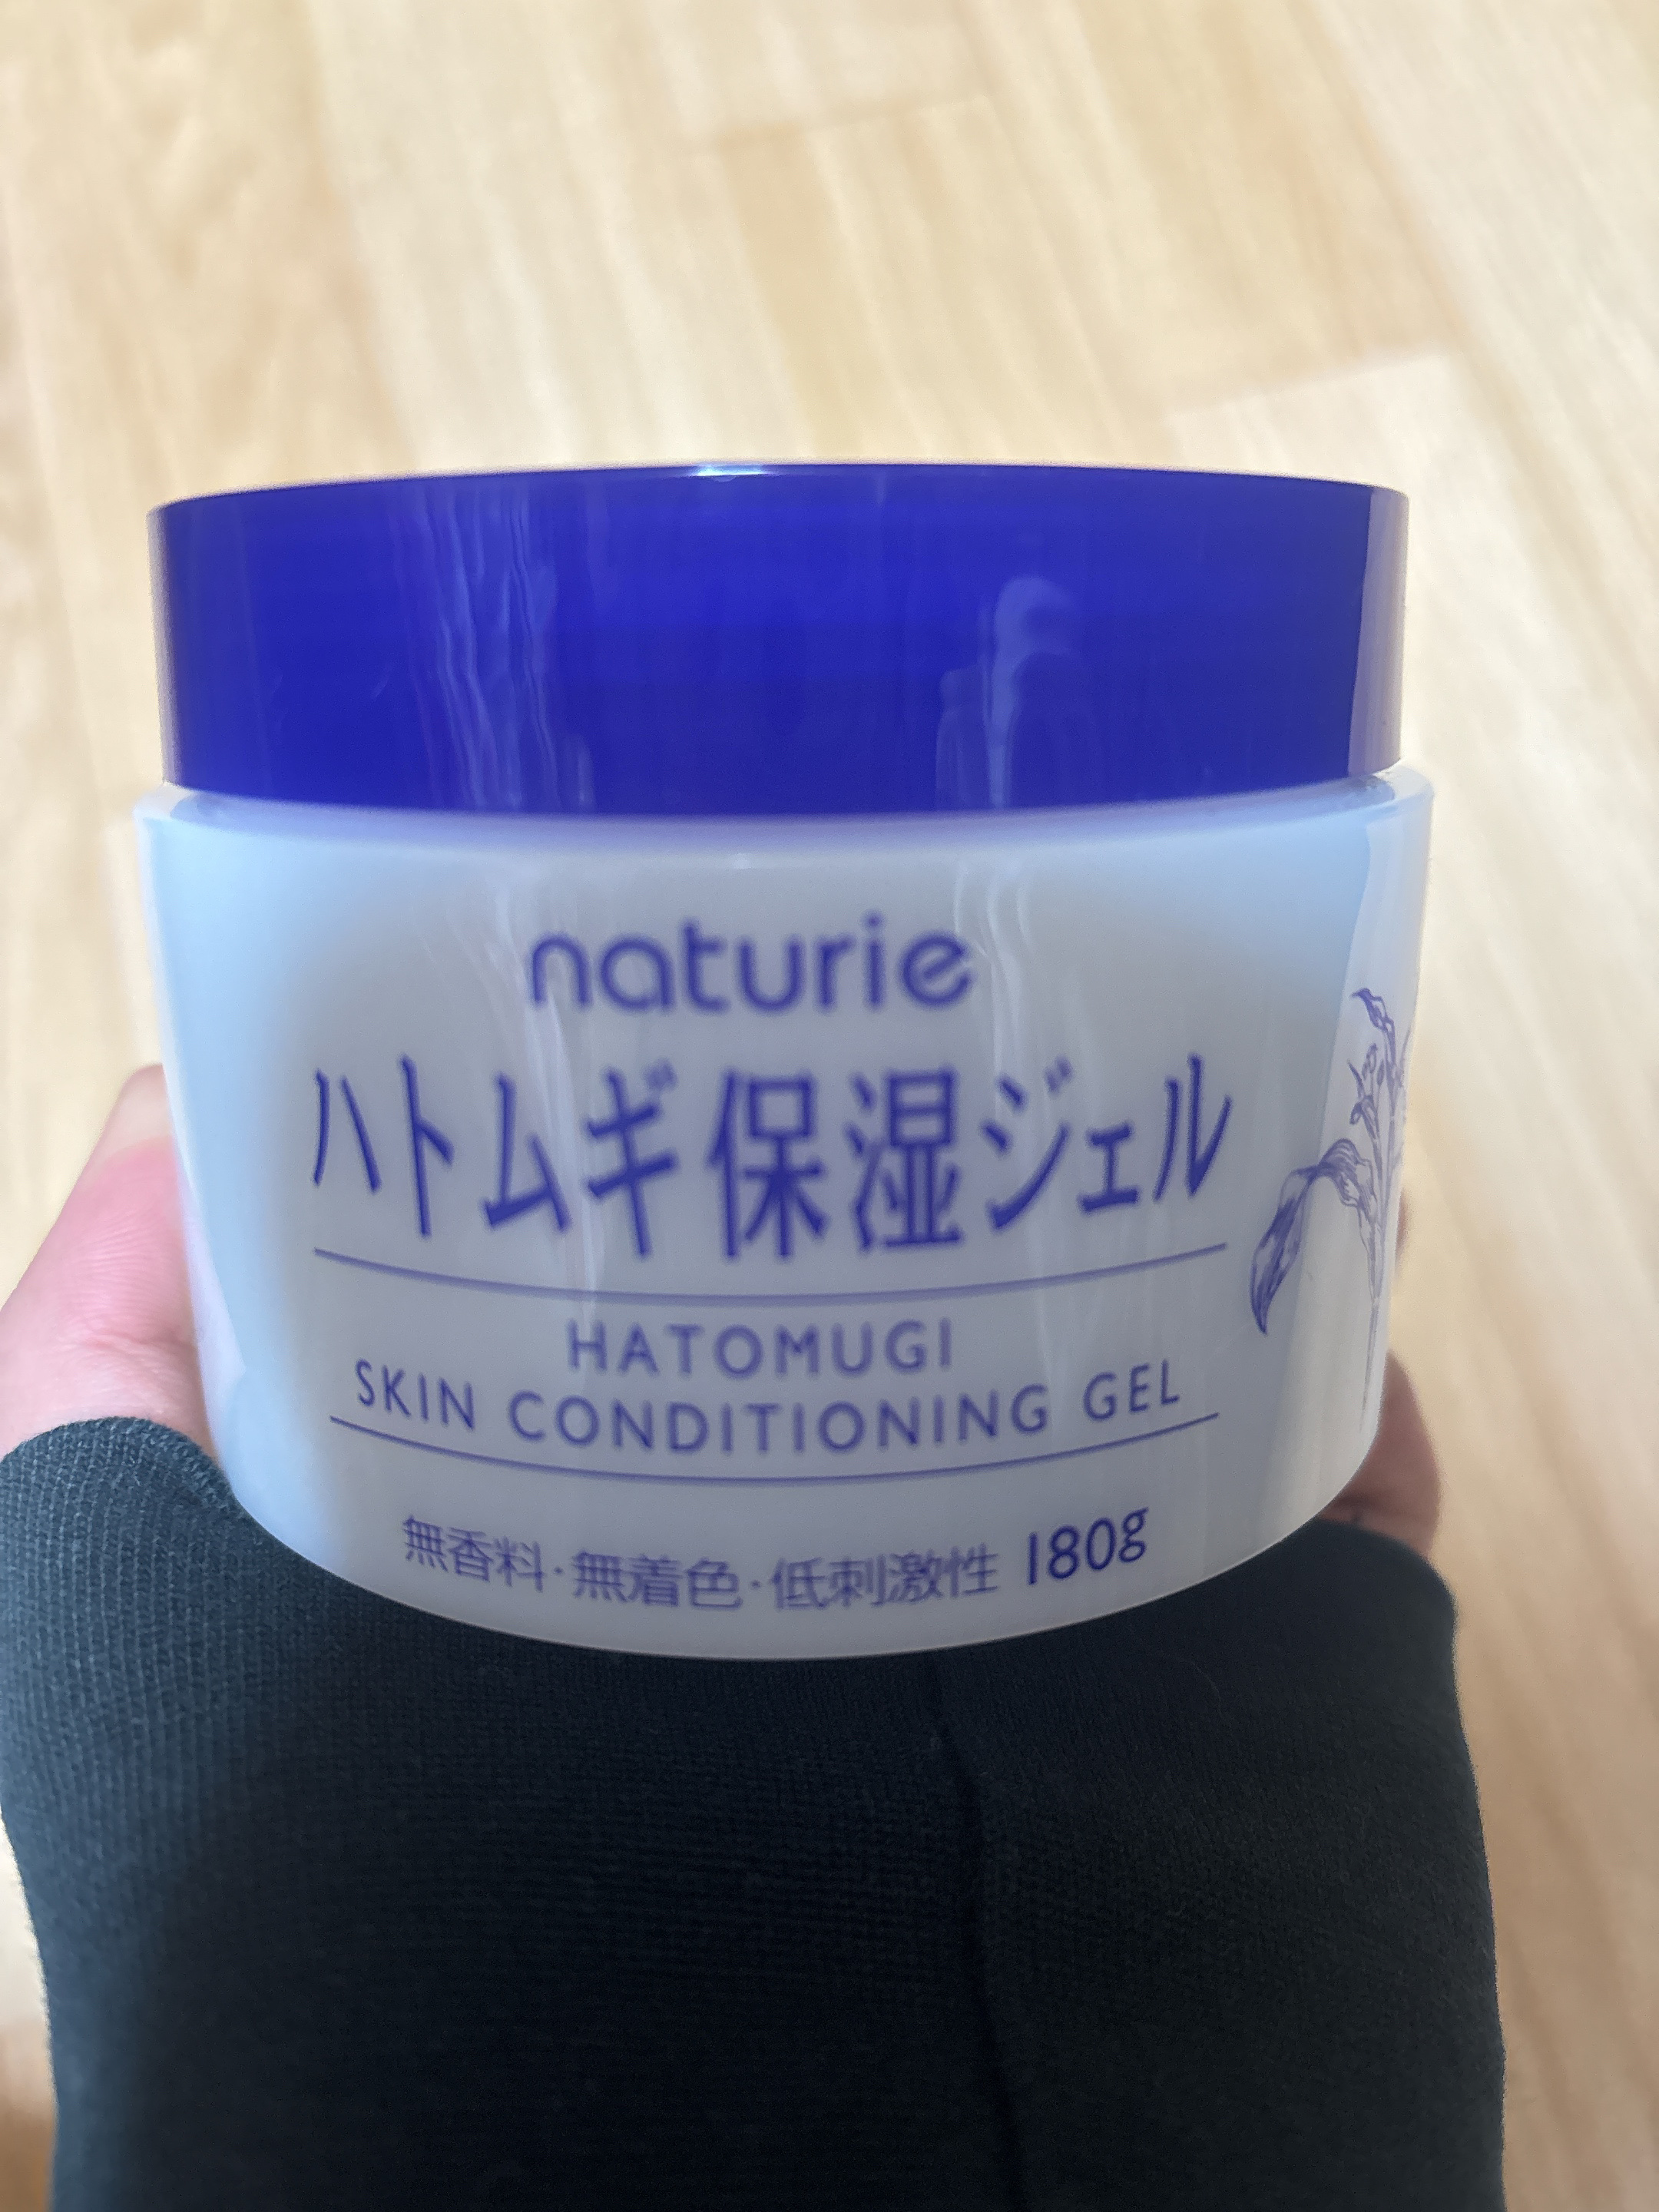 naturie
ハトムギ保湿ジェル
HATOMUGI
SKIN CONDITIONING GEL
無香料・無着色・低刺激性 180g